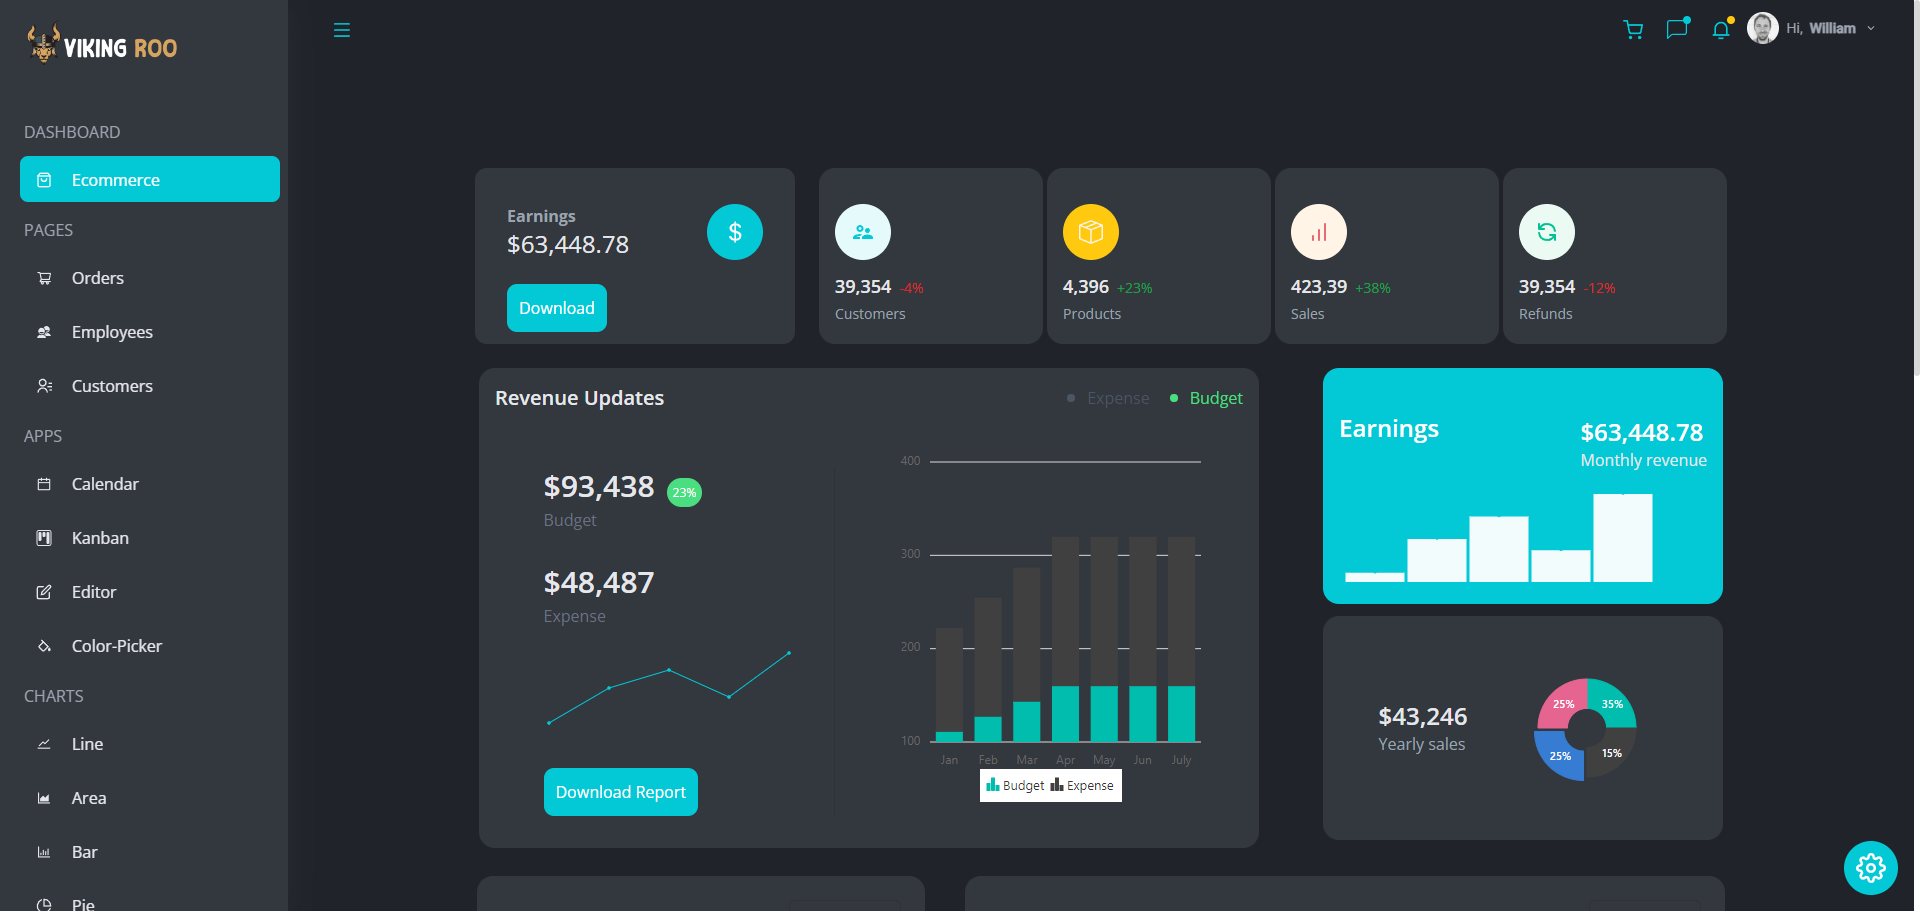 VIKING ROO
Hi, William
DASHBOARD
Ecommerce
PAGES
Orders
Employees
Customers
APPS
Calendar
Kanban
Editor
Color-Picker
CHARTS
Line
Area
Bar
Pie
Earnings
$63,448.78
$
Download
39,354 -4%
Customers
4,396 +23%
Products
423,39 +38%
Sales
39,354 -12%
Refunds
Revenue Updates
Expense
Budget
$93,438 23%
Budget
$48,487
Expense
Download Report
400
300
200
100
Jan Feb Mar Apr May Jun July
Budget Expense
Earnings
$63,448.78
Monthly revenue
$43,246
Yearly sales
25% 35%
25% 15%